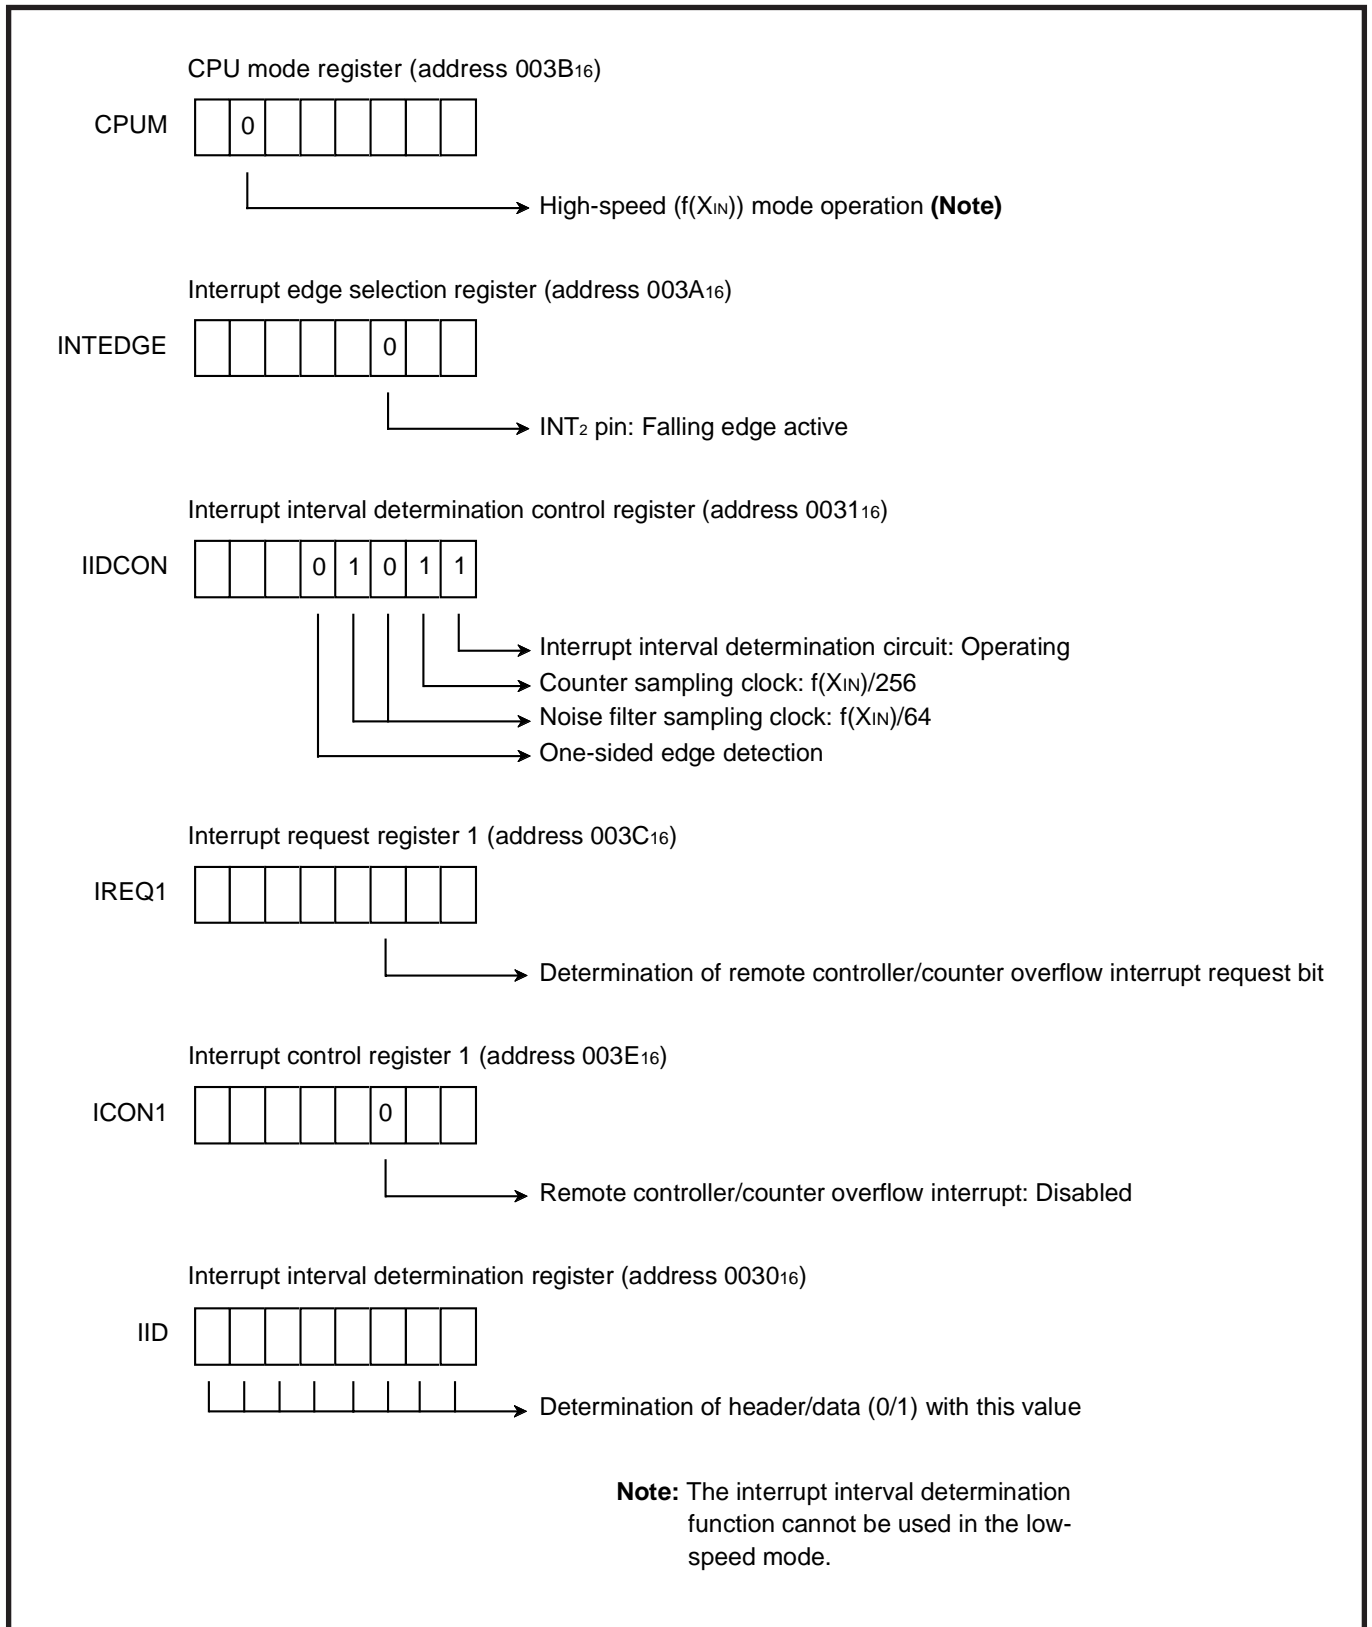 CPU mode register (address 003B16)
CPUM 0
High-speed (f(XIN)) mode operation (Note)
Interrupt edge selection register (address 003A16)
INTEDGE 0
INT2 pin: Falling edge active
Interrupt interval determination control register (address 003116)
IIDCON 0 1 0 1 1
Interrupt interval determination circuit: Operating
Counter sampling clock: f(XIN)/256
Noise filter sampling clock: f(XIN)/64
One-sided edge detection
Interrupt request register 1 (address 003C16)
IREQ1
Determination of remote controller/counter overflow interrupt request bit
Interrupt control register 1 (address 003E16)
ICON1 0
Remote controller/counter overflow interrupt: Disabled
Interrupt interval determination register (address 003016)
IID
Determination of header/data (0/1) with this value
Note: The interrupt interval determination
function cannot be used in the low-
speed mode.